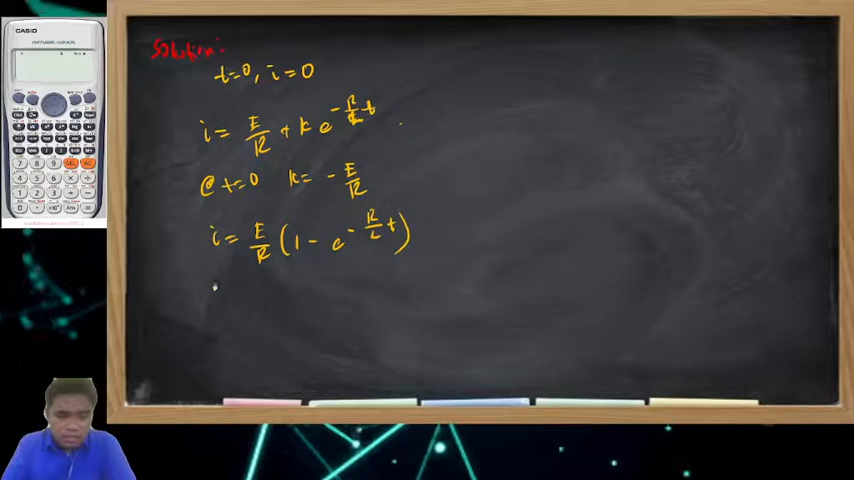 CASIO
Solution:
t=0, i=0
i = E/R + k e^(-R/L t)
@ t=0 k = - E/R
i = E/R (1 - e^(-R/L t))